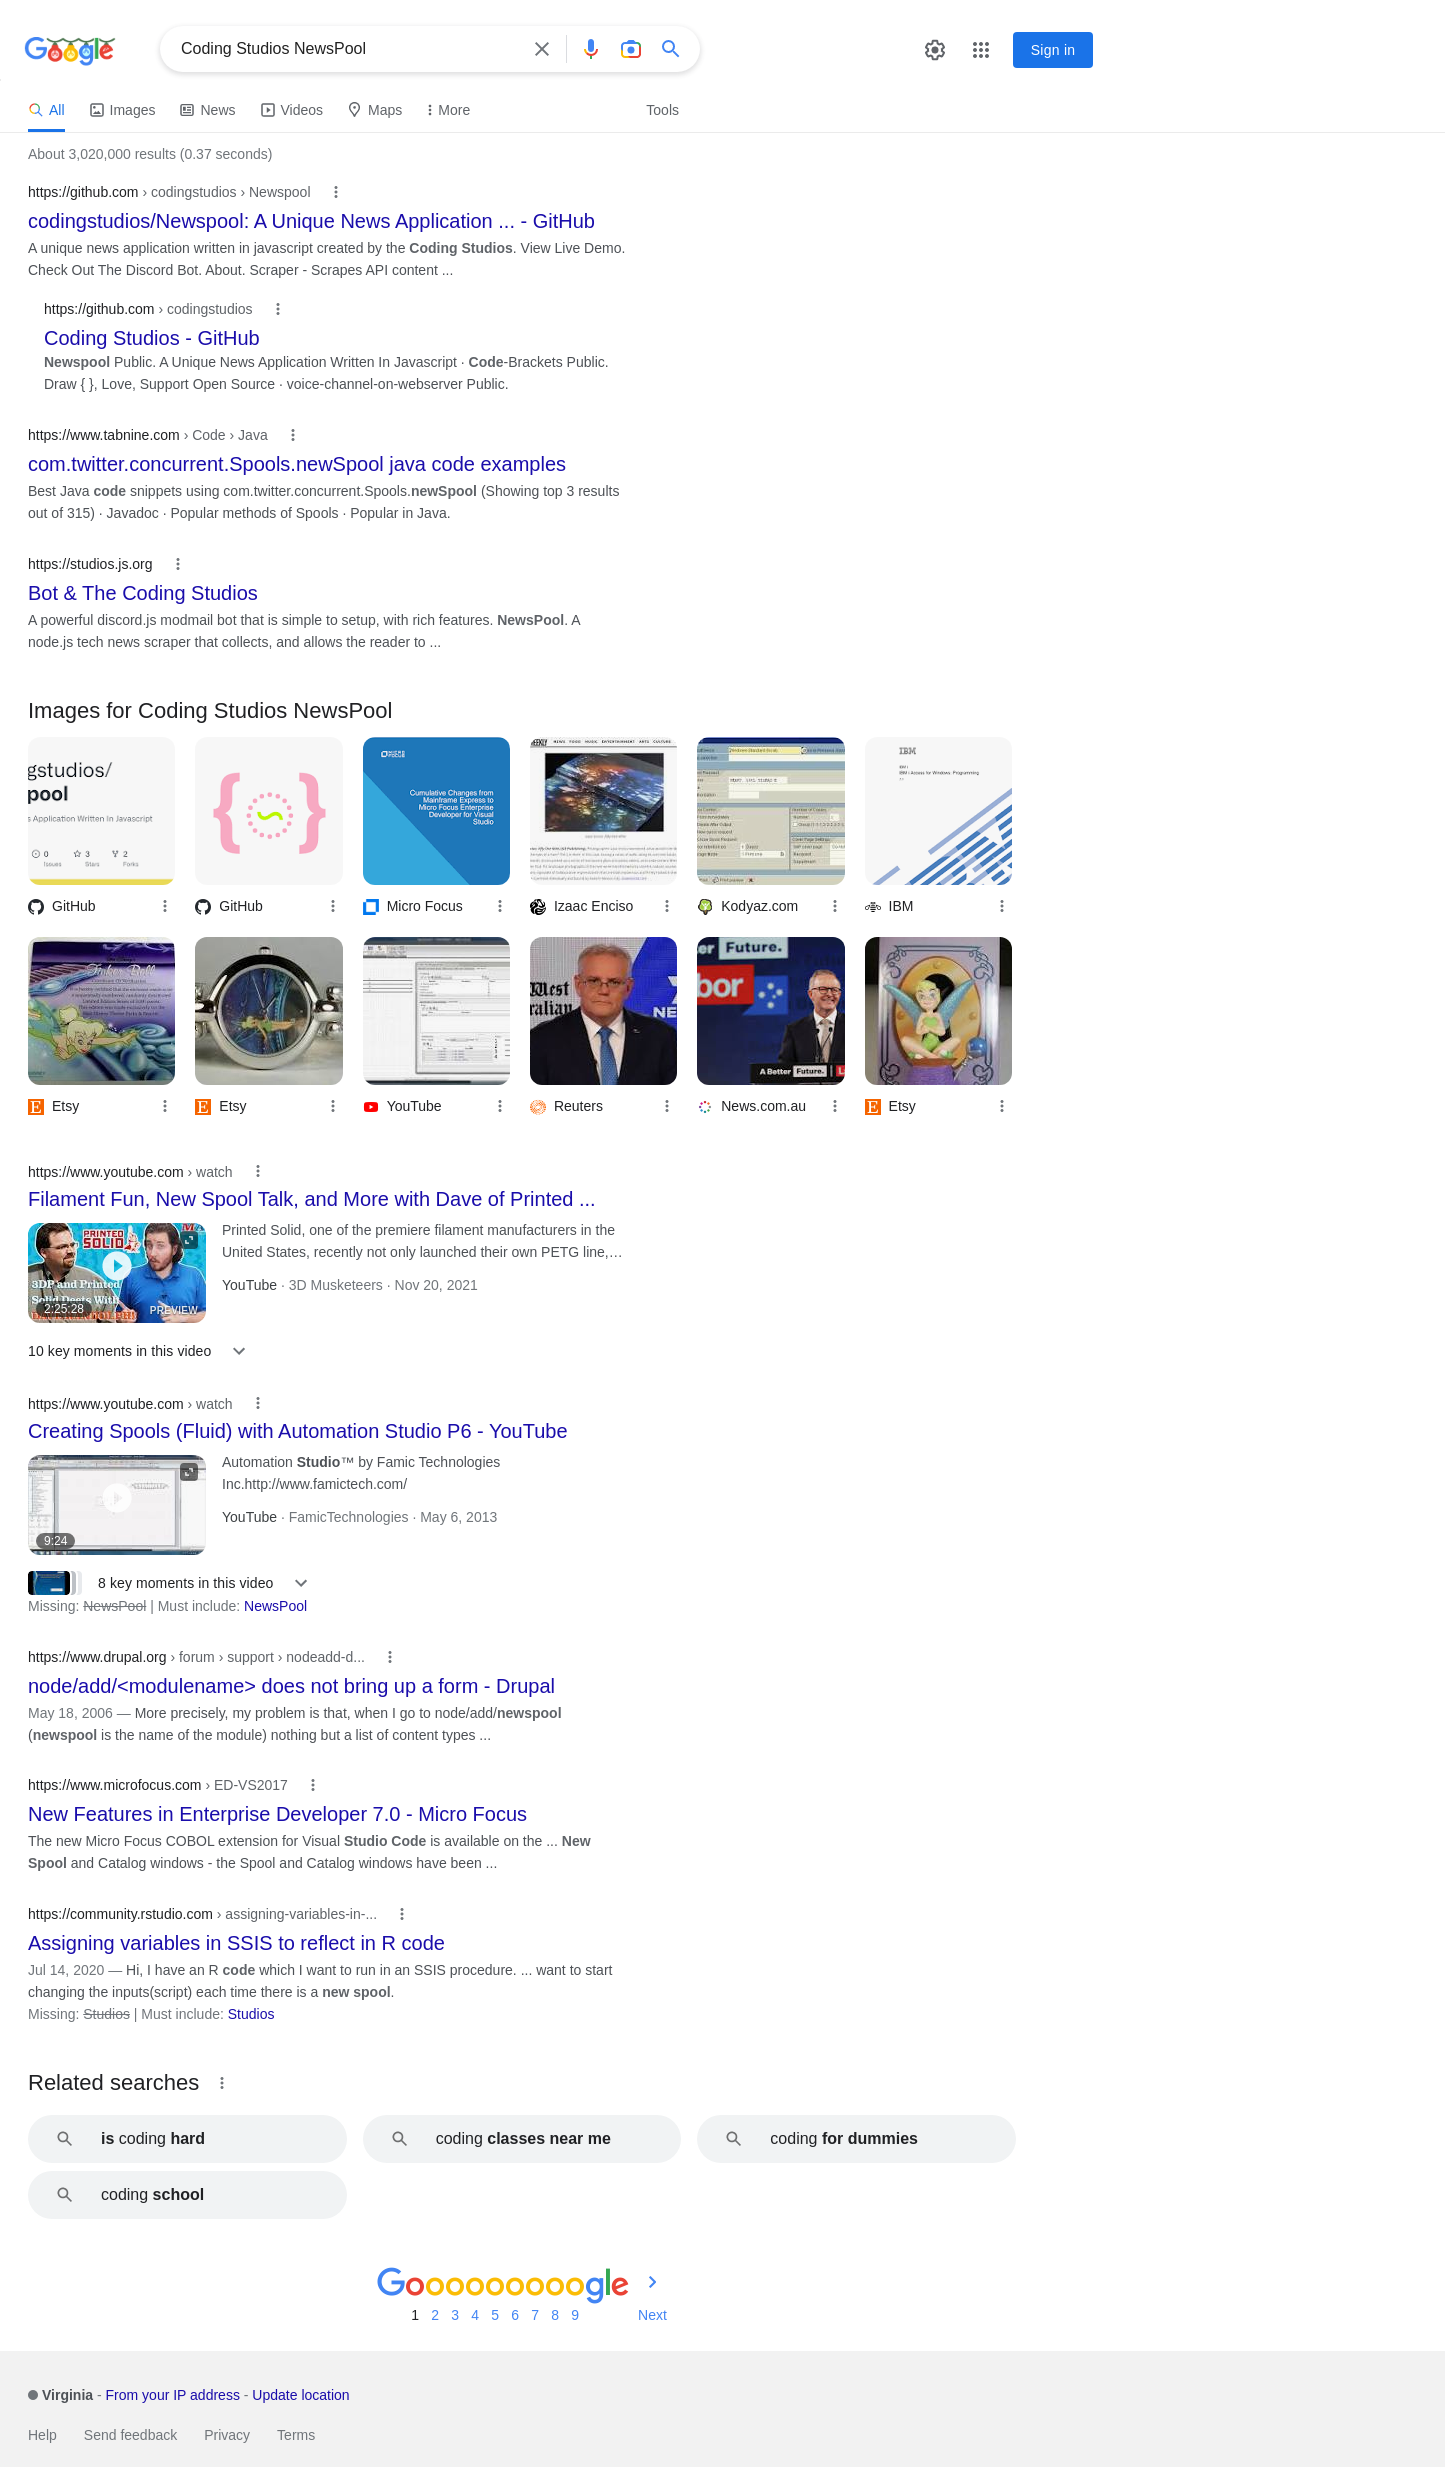 Google
Coding Studios NewsPool
Sign in
All
Images
News
Videos
Maps
More
Tools
About 3,020,000 results (0.37 seconds)
https://github.com › codingstudios › Newspool
codingstudios/Newspool: A Unique News Application ... - GitHub
A unique news application written in javascript created by the Coding Studios. View Live Demo.
Check Out The Discord Bot. About. Scraper - Scrapes API content ...
https://github.com › codingstudios
Coding Studios - GitHub
Newspool Public. A Unique News Application Written In Javascript · Code-Brackets Public.
Draw { }, Love, Support Open Source · voice-channel-on-webserver Public.
https://www.tabnine.com › Code › Java
com.twitter.concurrent.Spools.newSpool java code examples
Best Java code snippets using com.twitter.concurrent.Spools.newSpool (Showing top 3 results
out of 315) · Javadoc · Popular methods of Spools · Popular in Java.
https://studios.js.org
Bot & The Coding Studios
A powerful discord.js modmail bot that is simple to setup, with rich features. NewsPool. A
node.js tech news scraper that collects, and allows the reader to ...
Images for Coding Studios NewsPool
gstudios/
pool
s Application Written In Javascript
0
3
2
Issues
Stars
Forks
Cumulative Changes from
Mainframe Express to
Micro Focus Enterprise
Developer for Visual
Studio
EEKLY
IBM
IBM i Access for Windows: Programming
GitHub
GitHub
Micro Focus
Izaac Enciso
Kodyaz.com
IBM
Tinker Bell
West
ralian
NE
er Future.
bor
A Better Future.
Etsy
Etsy
YouTube
Reuters
News.com.au
Etsy
https://www.youtube.com › watch
Filament Fun, New Spool Talk, and More with Dave of Printed ...
PRINTED
SOLID
3DP and Printed
Solid Deets With
2:25:28
PREVIEW
Printed Solid, one of the premiere filament manufacturers in the
United States, recently not only launched their own PETG line,...
YouTube · 3D Musketeers · Nov 20, 2021
10 key moments in this video
https://www.youtube.com › watch
Creating Spools (Fluid) with Automation Studio P6 - YouTube
9:24
Automation Studio™ by Famic Technologies
Inc.http://www.famictech.com/
YouTube · FamicTechnologies · May 6, 2013
8 key moments in this video
Missing: NewsPool | Must include: NewsPool
https://www.drupal.org › forum › support › nodeadd-d...
node/add/<modulename> does not bring up a form - Drupal
May 18, 2006 — More precisely, my problem is that, when I go to node/add/newspool
(newspool is the name of the module) nothing but a list of content types ...
https://www.microfocus.com › ED-VS2017
New Features in Enterprise Developer 7.0 - Micro Focus
The new Micro Focus COBOL extension for Visual Studio Code is available on the ... New
Spool and Catalog windows - the Spool and Catalog windows have been ...
https://community.rstudio.com › assigning-variables-in-...
Assigning variables in SSIS to reflect in R code
Jul 14, 2020 — Hi, I have an R code which I want to run in an SSIS procedure. ... want to start
changing the inputs(script) each time there is a new spool.
Missing: Studios | Must include: Studios
Related searches
is coding hard
coding classes near me
coding for dummies
coding school
Gooooooooogle
1 2 3 4 5 6 7 8 9 Next
Virginia - From your IP address - Update location
Help
Send feedback
Privacy
Terms